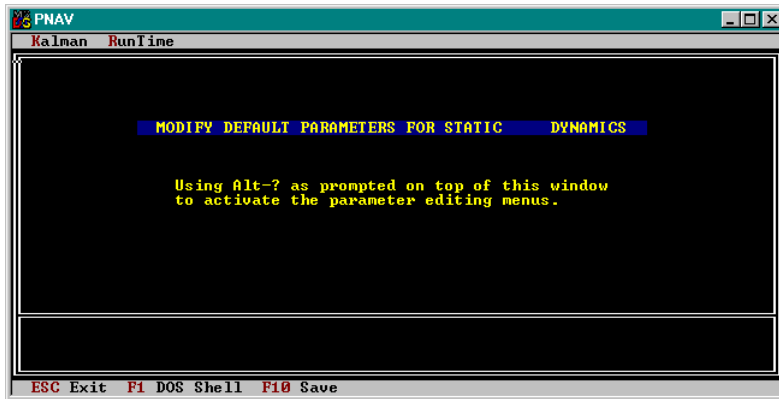 PNAV
Kalman RunTime
MODIFY DEFAULT PARAMETERS FOR STATIC DYNAMICS
Using Alt-? as prompted on top of this window
to activate the parameter editing menus.
ESC Exit F1 DOS Shell F10 Save